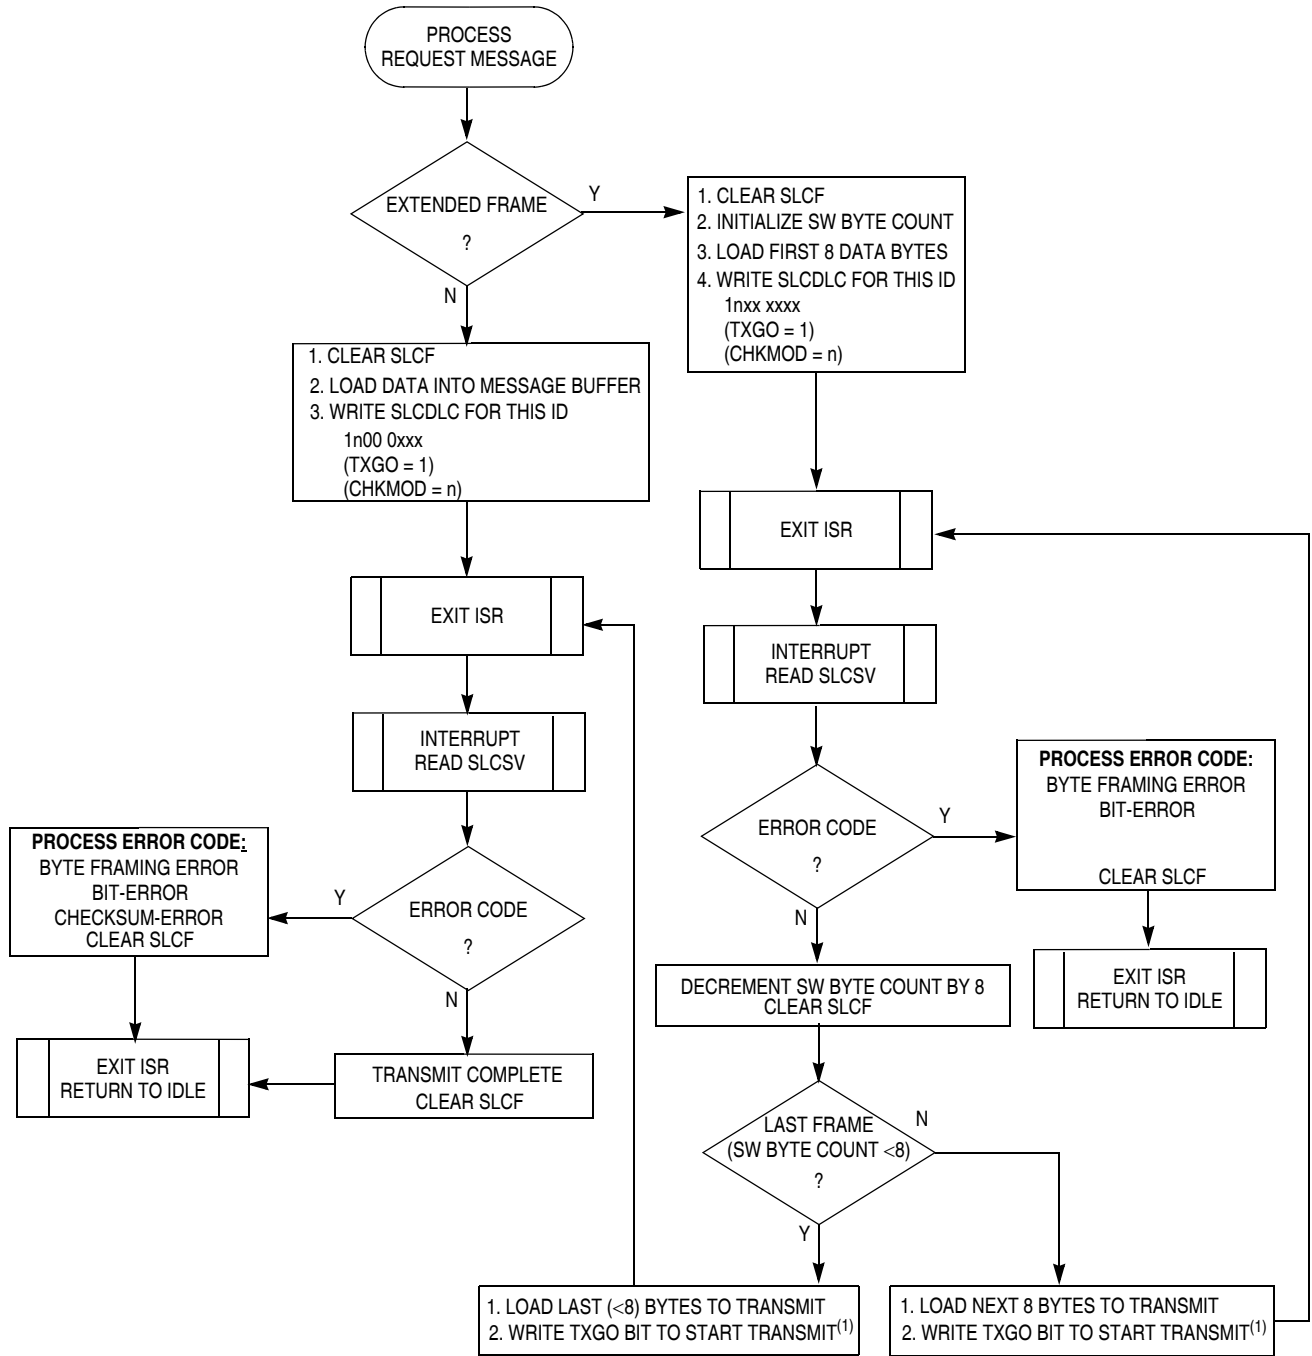 PROCESS
REQUEST MESSAGE
EXTENDED FRAME
?
Y
N
1. CLEAR SLCF
2. INITIALIZE SW BYTE COUNT
3. LOAD FIRST 8 DATA BYTES
4. WRITE SLCDLC FOR THIS ID
1nxx xxxx
(TXGO = 1)
(CHKMOD = n)
1. CLEAR SLCF
2. LOAD DATA INTO MESSAGE BUFFER
3. WRITE SLCDLC FOR THIS ID
1n00 0xxx
(TXGO = 1)
(CHKMOD = n)
EXIT ISR
INTERRUPT
READ SLCSV
ERROR CODE
?
Y
N
PROCESS ERROR CODE:
BYTE FRAMING ERROR
BIT-ERROR
CHECKSUM-ERROR
CLEAR SLCF
EXIT ISR
RETURN TO IDLE
TRANSMIT COMPLETE
CLEAR SLCF
EXIT ISR
INTERRUPT
READ SLCSV
ERROR CODE
?
Y
N
PROCESS ERROR CODE:
BYTE FRAMING ERROR
BIT-ERROR
CLEAR SLCF
EXIT ISR
RETURN TO IDLE
DECREMENT SW BYTE COUNT BY 8
CLEAR SLCF
LAST FRAME
(SW BYTE COUNT <8)
?
N
Y
1. LOAD LAST (<8) BYTES TO TRANSMIT
2. WRITE TXGO BIT TO START TRANSMIT(1)
1. LOAD NEXT 8 BYTES TO TRANSMIT
2. WRITE TXGO BIT TO START TRANSMIT(1)